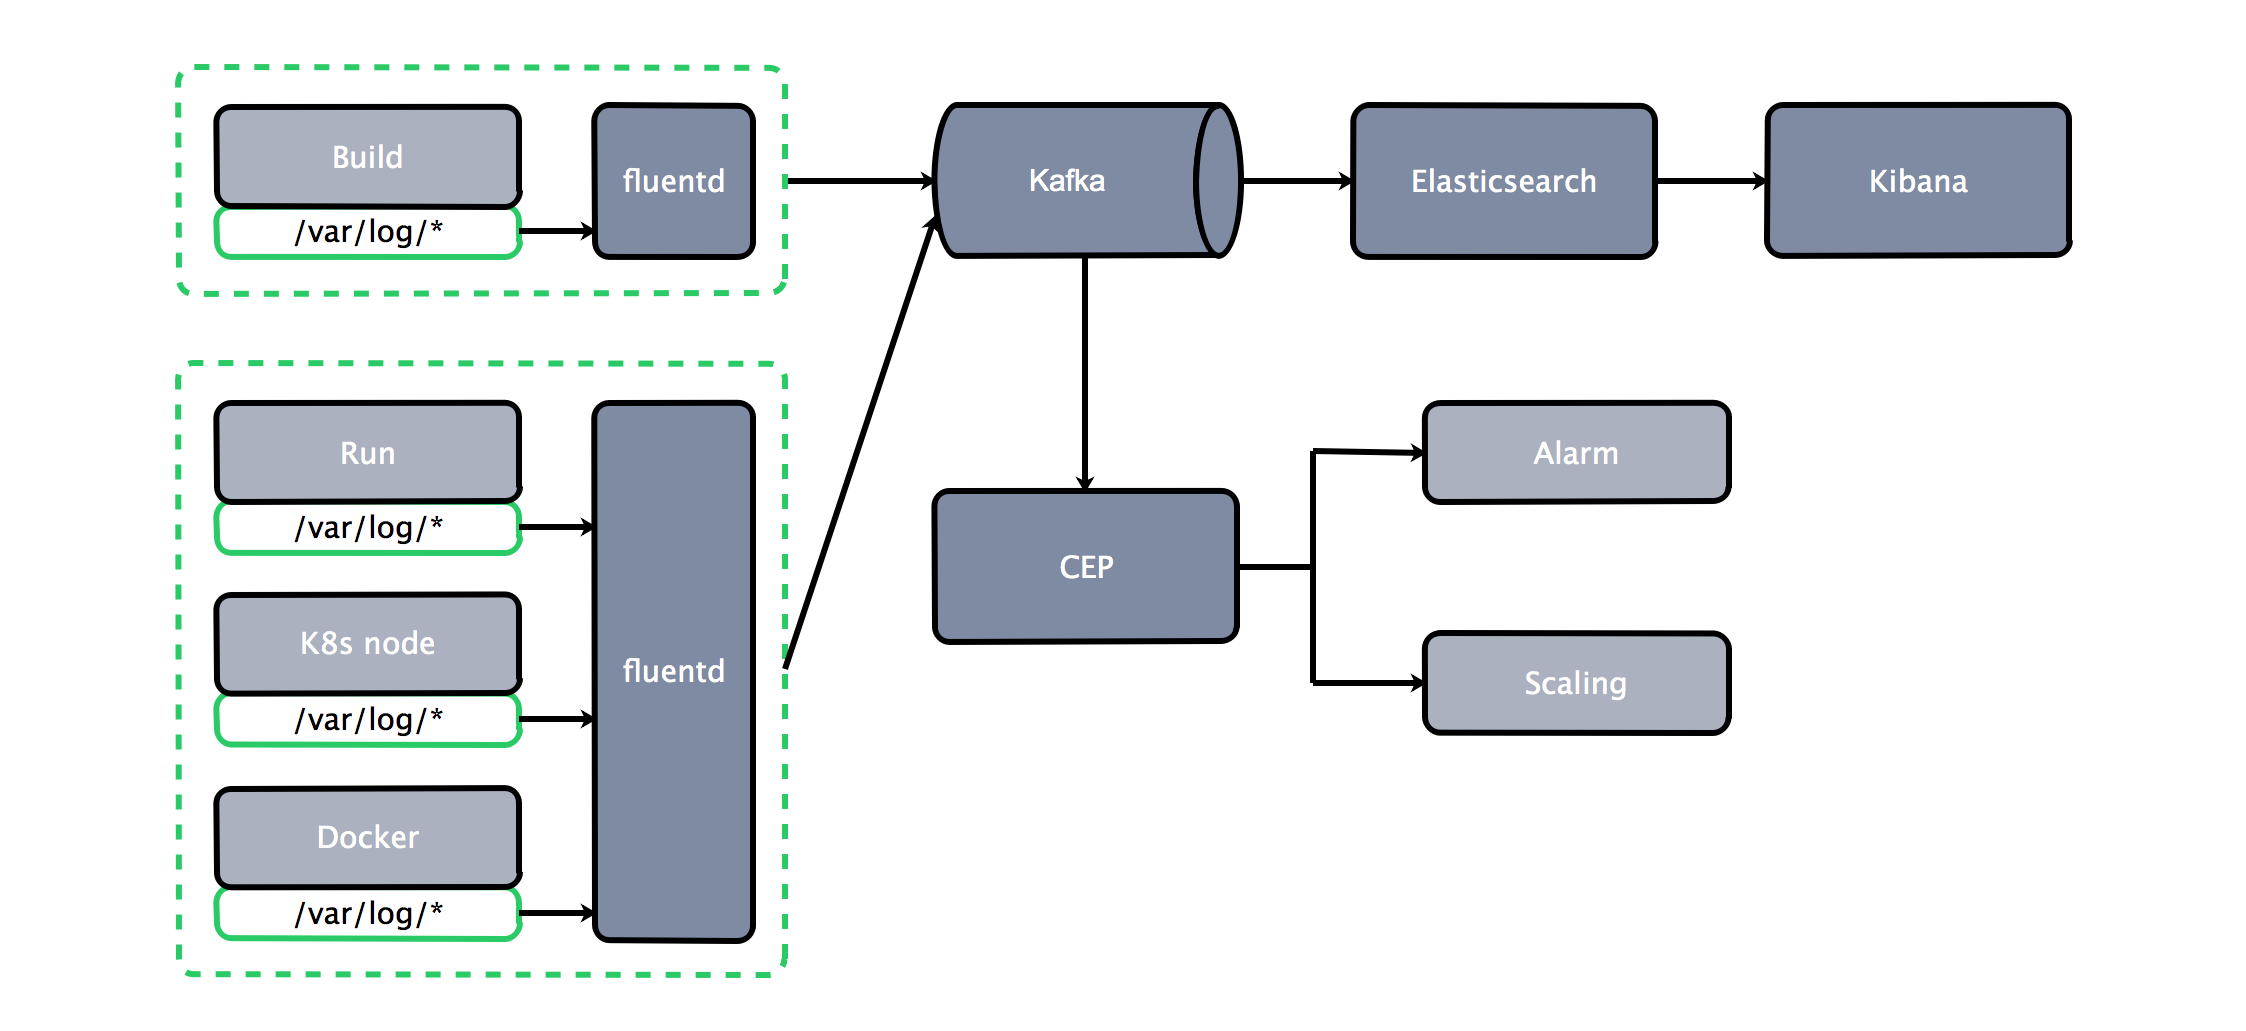 Build
/var/log/*
fluentd
Kafka
Elasticsearch
Kibana
Run
/var/log/*
K8s node
/var/log/*
Docker
/var/log/*
fluentd
CEP
Alarm
Scaling